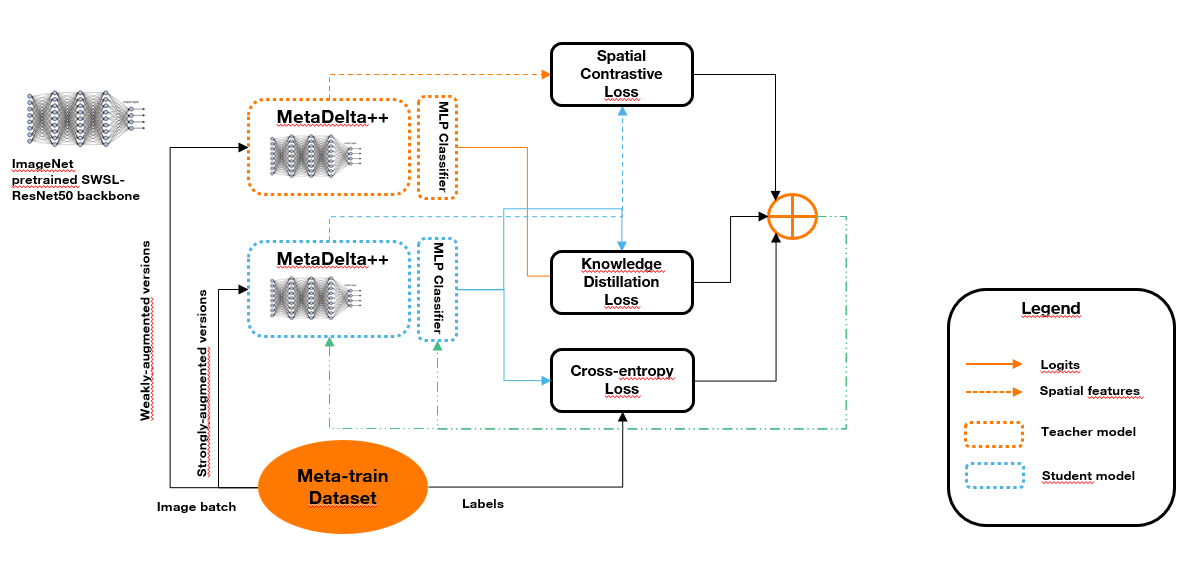 Spatial
Contrastive
Loss
MetaDelta++
MLP Classifier
ImageNet
pretrained SWSL-
ResNet50 backbone
MetaDelta++
MLP Classifier
Knowledge
Distillation
Loss
Cross-entropy
Loss
Weakly-augmented versions
Strongly-augmented versions
Meta-train
Dataset
Image batch
Labels
Legend
Logits
Spatial features
Teacher model
Student model